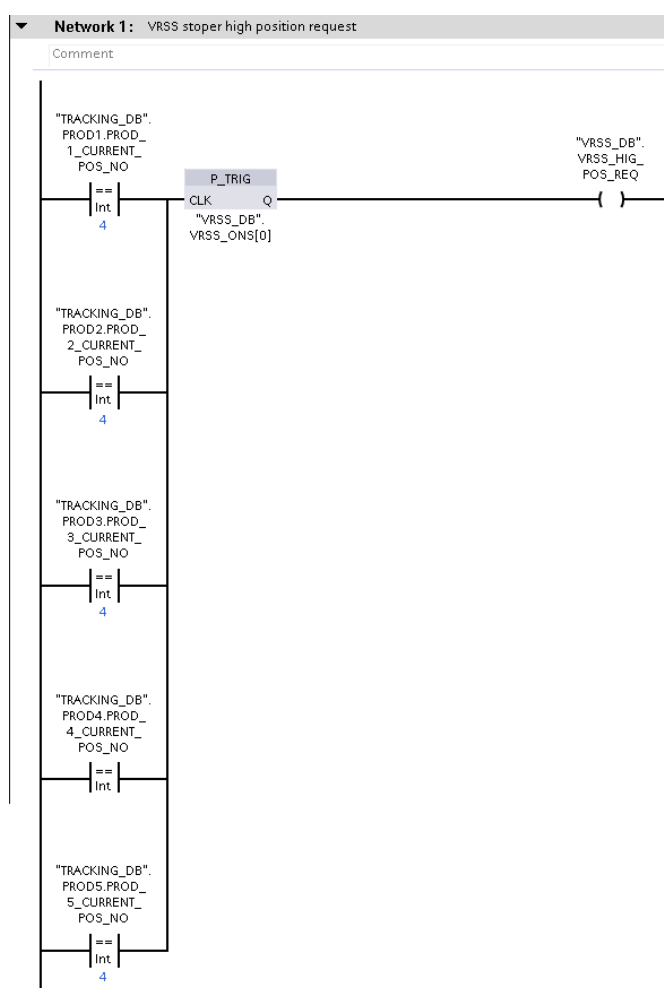 Network 1: VRSS stoper high position request
Comment
"TRACKING_DB".
PROD1.PROD_
1_CURRENT_
POS_NO
==
Int
4
P_TRIG
CLK Q
"VRSS_DB".
VRSS_ONS[0]
"VRSS_DB".
VRSS_HIG_
POS_REQ
"TRACKING_DB".
PROD2.PROD_
2_CURRENT_
POS_NO
==
Int
4
"TRACKING_DB".
PROD3.PROD_
3_CURRENT_
POS_NO
==
Int
4
"TRACKING_DB".
PROD4.PROD_
4_CURRENT_
POS_NO
==
Int
"TRACKING_DB".
PROD5.PROD_
5_CURRENT_
POS_NO
==
Int
4